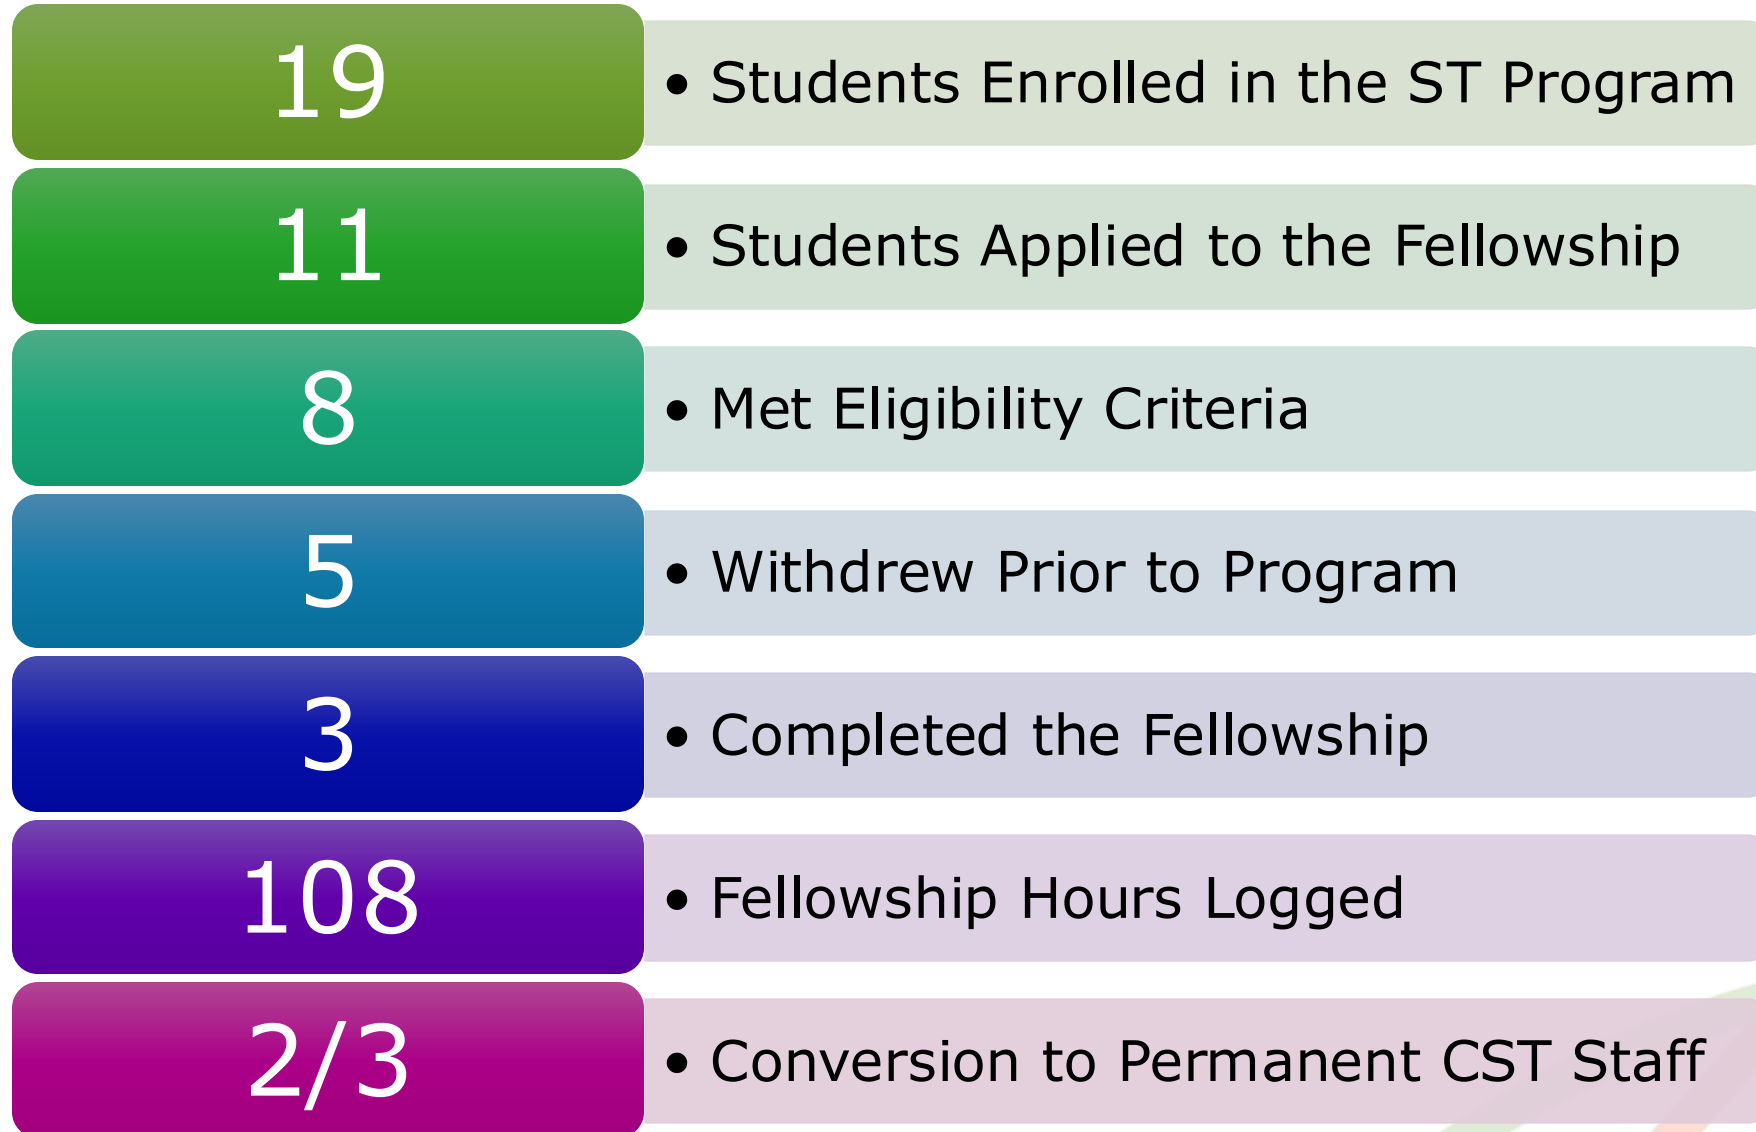 19
• Students Enrolled in the ST Program
11
• Students Applied to the Fellowship
8
• Met Eligibility Criteria
5
• Withdrew Prior to Program
3
• Completed the Fellowship
108
• Fellowship Hours Logged
2/3
• Conversion to Permanent CST Staff